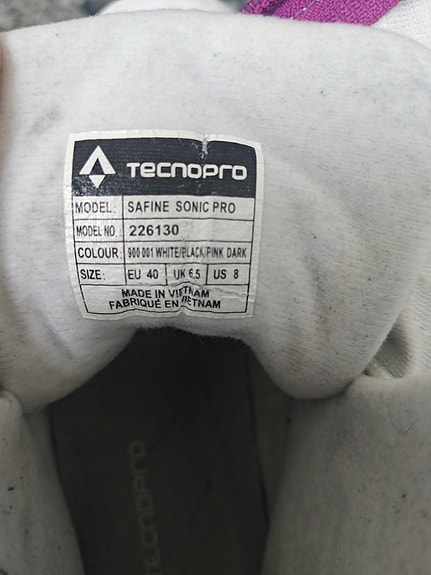 TECNOPRO
MODEL: SAFINE SONIC PRO
MODEL NO. 226130
COLOUR: 900 001 WHITE/BLACK/PINK DARK
SIZE: EU 40 UK 6.5 US 8
MADE IN VIETNAM
FABRIQUÉ EN VIETNAM
TECNOPRO